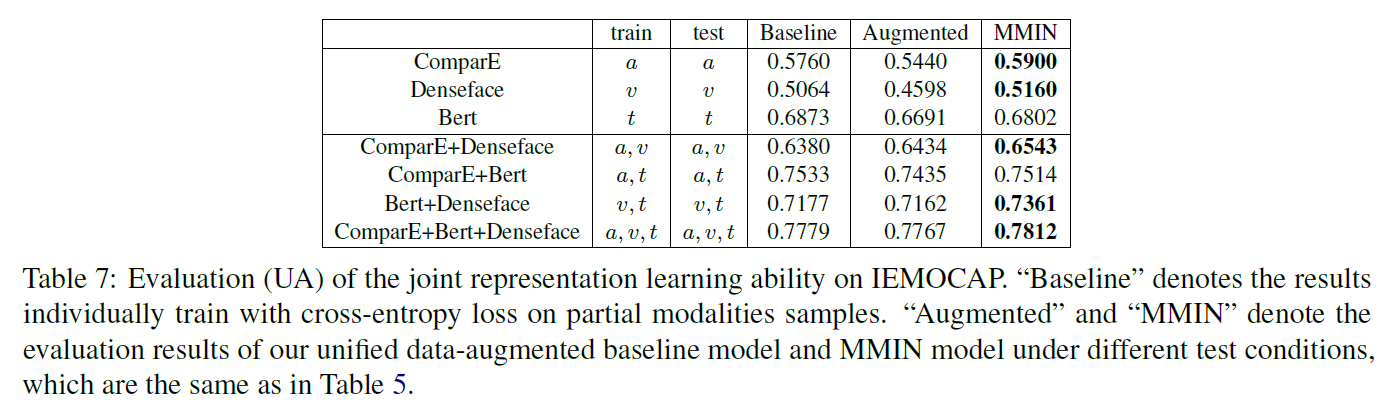 train test Baseline Augmented MMIN
ComparE a a 0.5760 0.5440 0.5900
Denseface v v 0.5064 0.4598 0.5160
Bert t t 0.6873 0.6691 0.6802
ComparE+Denseface a, v a, v 0.6380 0.6434 0.6543
ComparE+Bert a, t a, t 0.7533 0.7435 0.7514
Bert+Denseface v, t v, t 0.7177 0.7162 0.7361
ComparE+Bert+Denseface a, v, t a, v, t 0.7779 0.7767 0.7812
Table 7: Evaluation (UA) of the joint representation learning ability on IEMOCAP. “Baseline” denotes the results
individually train with cross-entropy loss on partial modalities samples. “Augmented” and “MMIN” denote the
evaluation results of our unified data-augmented baseline model and MMIN model under different test conditions,
which are the same as in Table 5.